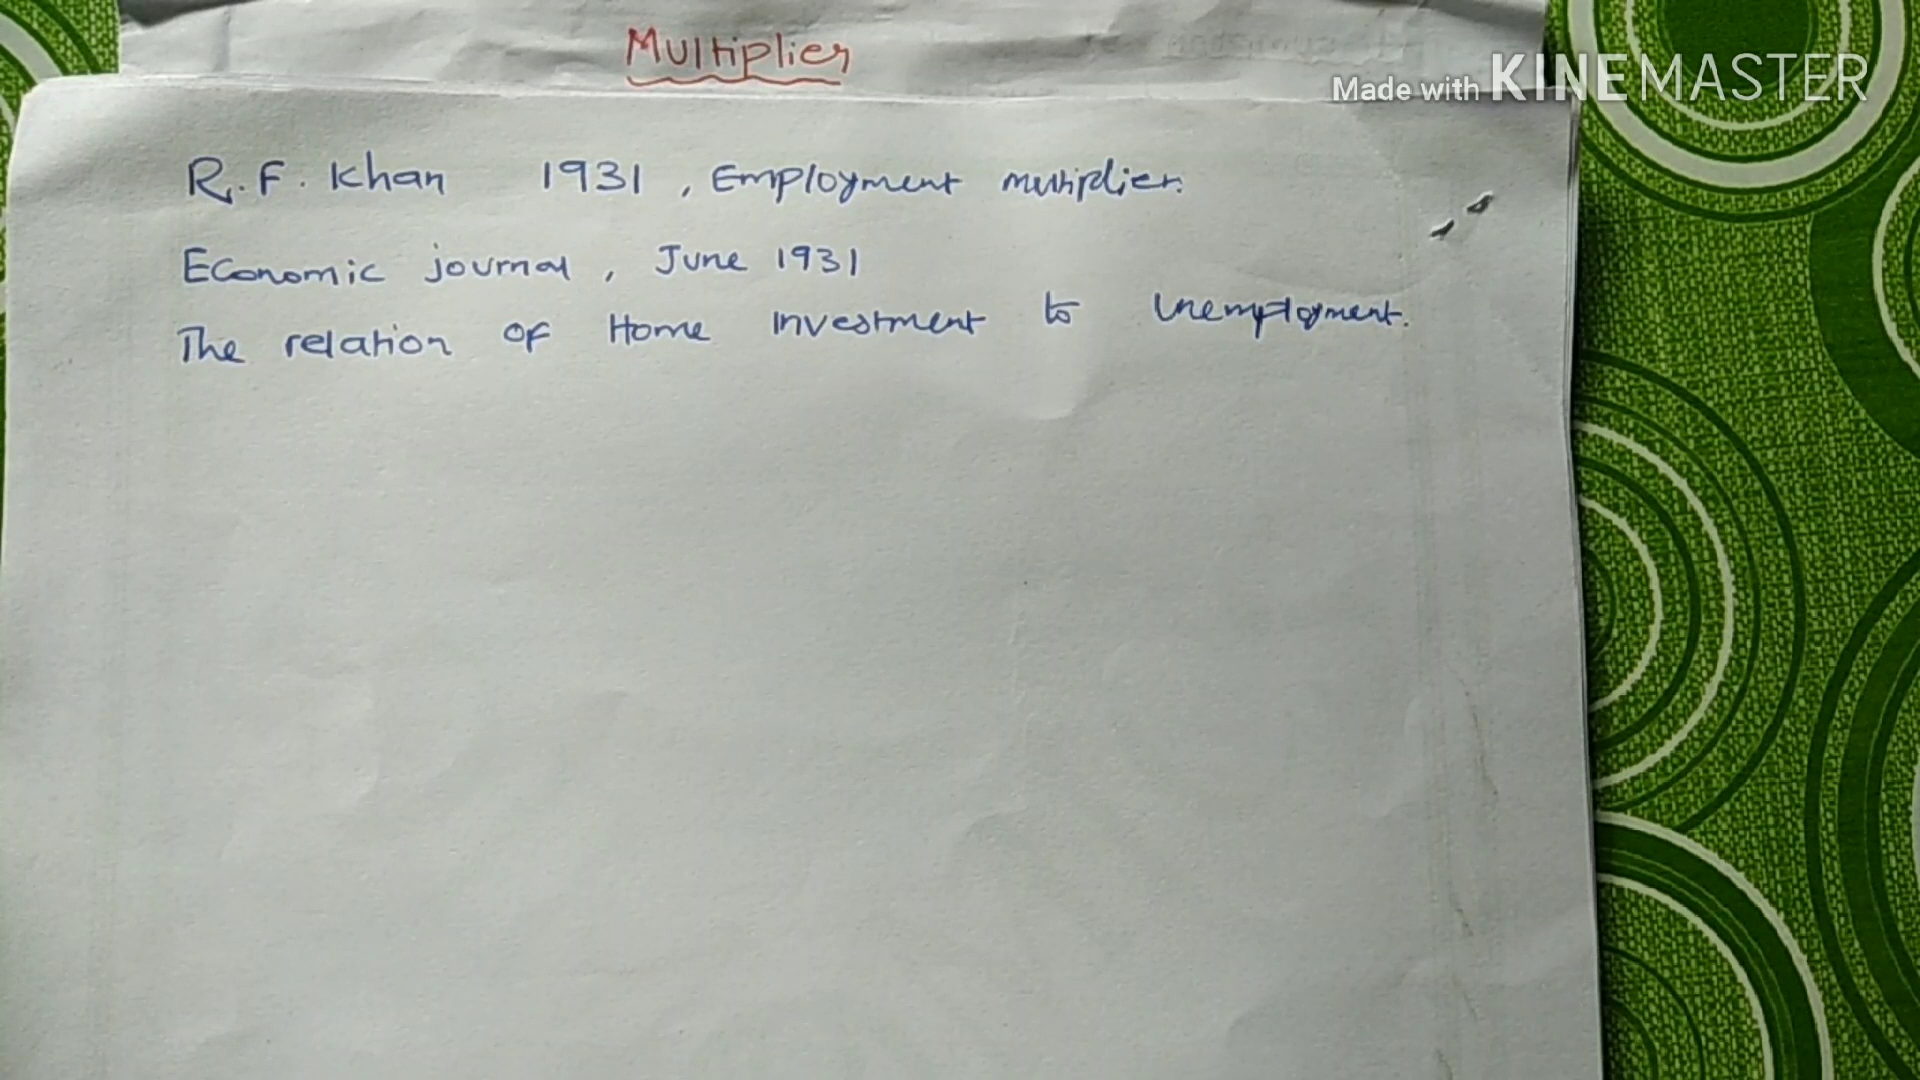 Multiplier
Made with KINEMASTER
R. F. Khan 1931, Employment multiplier.
Economic journal, June 1931
The relation of Home Investment to Unemployment.